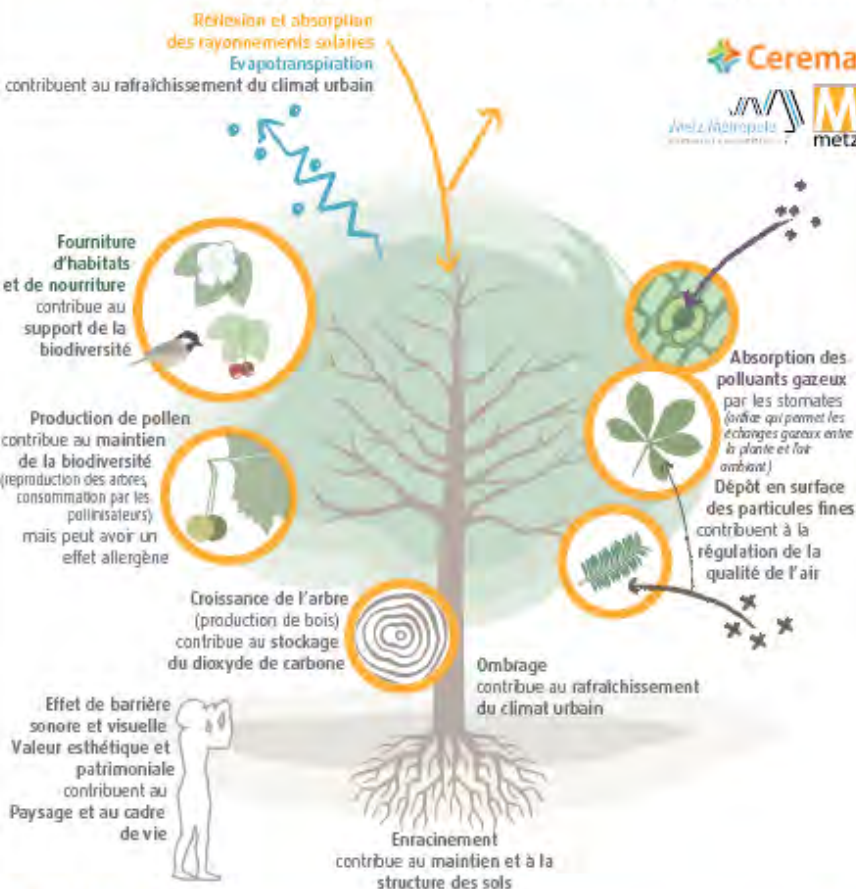 Réflexion et absorption
des rayonnements solaires
Evapotranspiration
contribuent au rafraîchissement du climat urbain
Cerema
Metz Métropole
metz
Fourniture
d'habitats
et de nourriture
contribue au
support de la
biodiversité
Absorption des
polluants gazeux
par les stomates
(orifice qui permet les
échanges gazeux entre
la plante et l'air
ambiant)
Production de pollen
contribue au maintien
de la biodiversité
(reproduction des arbres,
consommation par les
pollinisateurs)
mais peut avoir un
effet allergène
Dépôt en surface
des particules fines
contribuent à la
régulation de la
qualité de l'air
Croissance de l'arbre
(production de bois)
contribue au stockage
du dioxyde de carbone
Ombrage
contribue au rafraîchissement
du climat urbain
Effet de barrière
sonore et visuelle
Valeur esthétique et
patrimoniale
contribuent au
Paysage et au cadre
de vie
Enracinement
contribue au maintien et à la
structure des sols